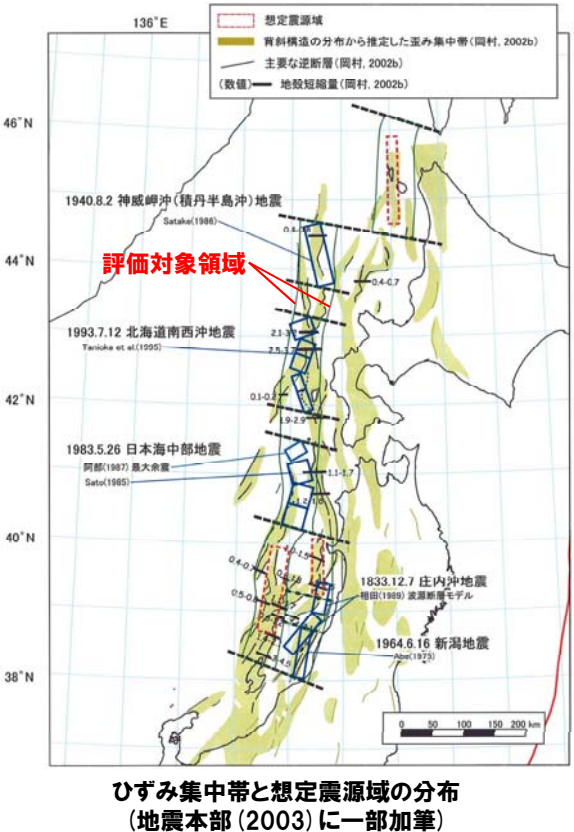 136°E
想定震源域
背斜構造の分布から推定した歪み集中帯(岡村, 2002b)
主要な逆断層(岡村, 2002b)
(数値) 地殻短縮量(岡村, 2002b)
46°N
1940.8.2 神威岬沖(積丹半島沖)地震
Satake(1986)
44°N
評価対象領域
0.4-0.7
1993.7.12 北海道南西沖地震
Tanioka et al.(1995)
42°N
1.9-2.9
1983.5.26 日本海中部地震
阿部(1987) 最大余震
Sato(1985)
1.1-1.7
40°N
1833.12.7 庄内沖地震
相田(1989) 波源断層モデル
1964.6.16 新潟地震
Abe(1975)
38°N
0 50 100 150 200 km
ひずみ集中帯と想定震源域の分布
(地震本部(2003)に一部加筆)